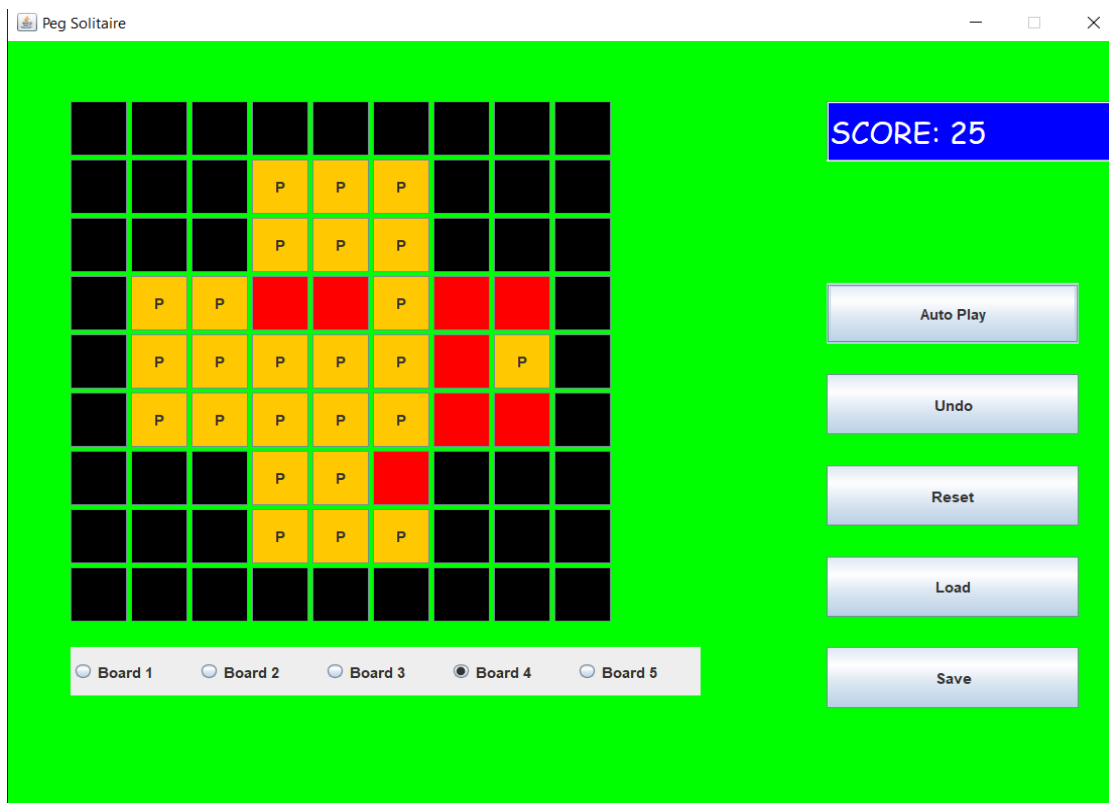 Peg Solitaire
SCORE: 25
P P P
P P P
P P P
P P P P P P
P P P P P
P P
P P P
Auto Play
Undo
Reset
Load
Save
Board 1 Board 2 Board 3 Board 4 Board 5